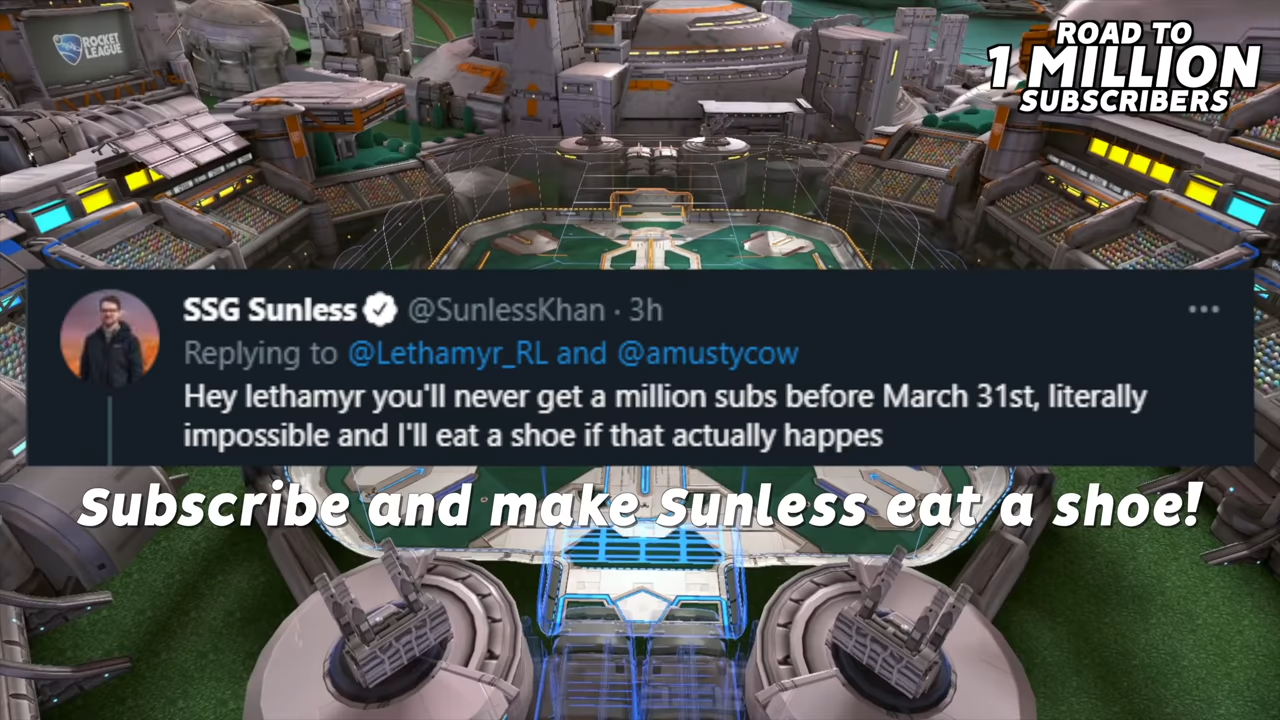 ROCKET
LEAGUE
ROAD TO
1 MILLION
SUBSCRIBERS
SSG Sunless @SunlessKhan · 3h
Replying to @Lethamyr_RL and @amustycow
Hey lethamyr you'll never get a million subs before March 31st, literally
impossible and I'll eat a shoe if that actually happes
Subscribe and make Sunless eat a shoe!